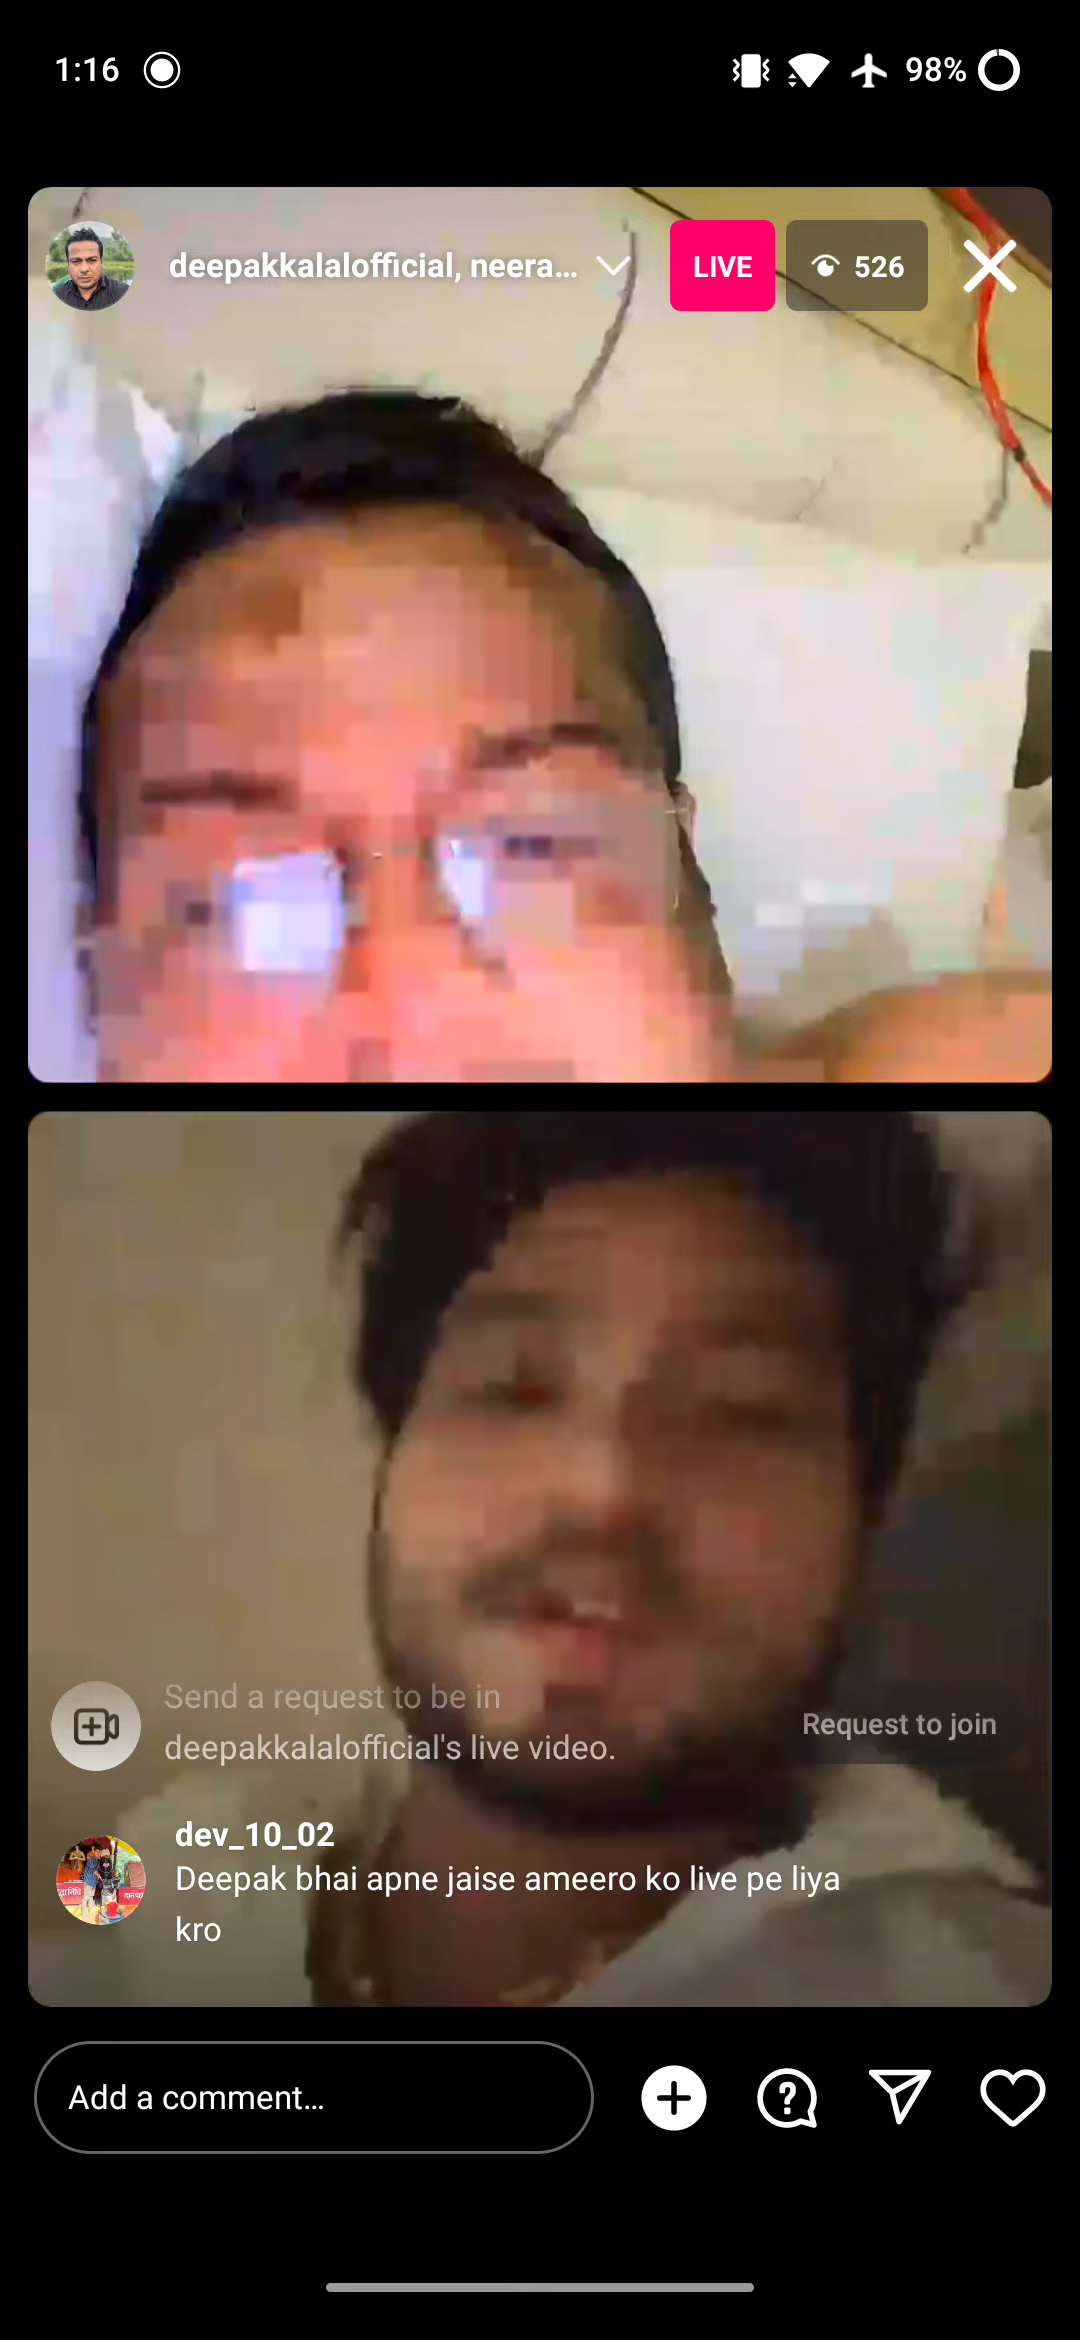 1:16
98%
deepakkalalofficial, neera...
LIVE
526
Send a request to be in
deepakkalalofficial's live video.
Request to join
dev_10_02
Deepak bhai apne jaise ameero ko live pe liya
kro
Add a comment...